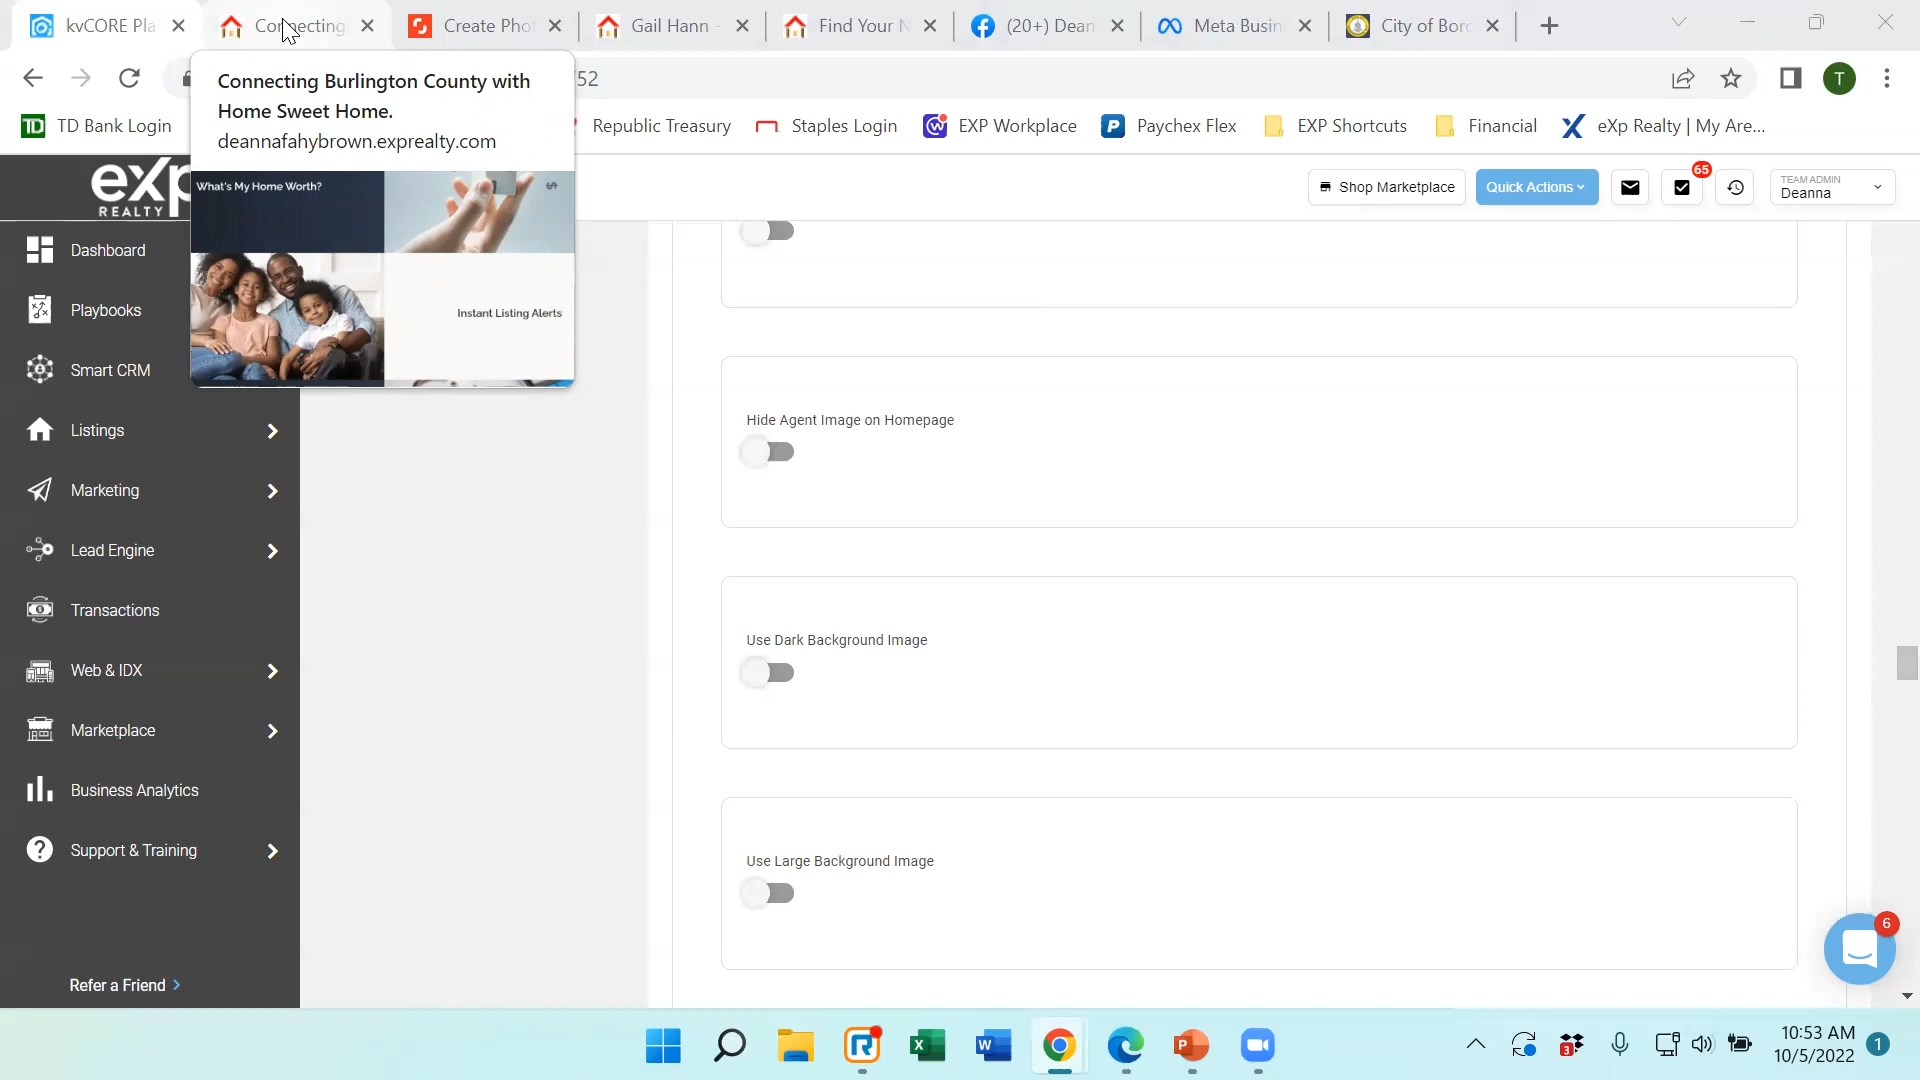 kvCORE Pla
Connecting
Create Pho
Gail Hann -
Find Your N
(20+) Dean
Meta Busin
City of Bord
Connecting Burlington County with
Home Sweet Home.
deannafahybrown.exprealty.com
52
T
TD Bank Login
Republic Treasury
Staples Login
EXP Workplace
Paychex Flex
EXP Shortcuts
Financial
eXp Realty | My Are...
eXp
REALTY
What's My Home Worth?
Instant Listing Alerts
Shop Marketplace
Quick Actions
65
TEAM ADMIN
Deanna
Dashboard
Playbooks
Smart CRM
Listings
Marketing
Lead Engine
Transactions
Web & IDX
Marketplace
Business Analytics
Support & Training
Refer a Friend
Hide Agent Image on Homepage
Use Dark Background Image
Use Large Background Image
6
3
10:53 AM
10/5/2022
1